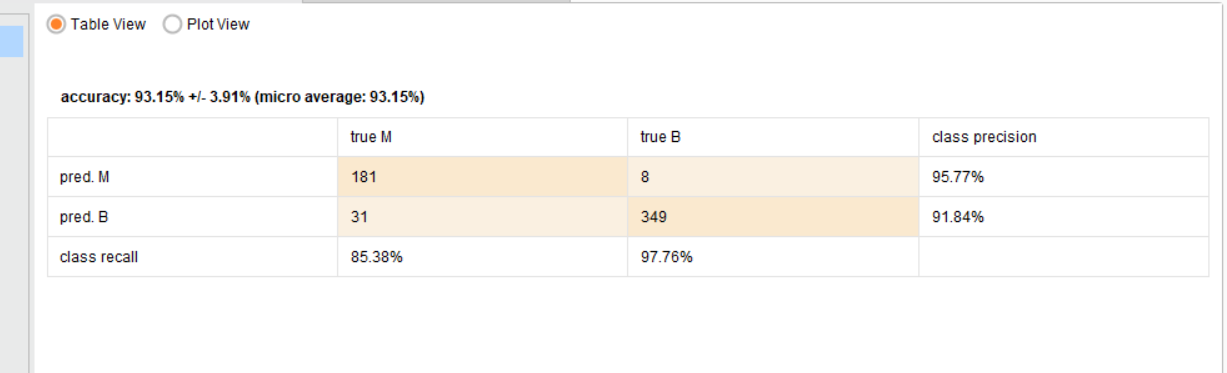 Table View Plot View
accuracy: 93.15% +/- 3.91% (micro average: 93.15%)
true M true B class precision
pred. M 181 8 95.77%
pred. B 31 349 91.84%
class recall 85.38% 97.76%